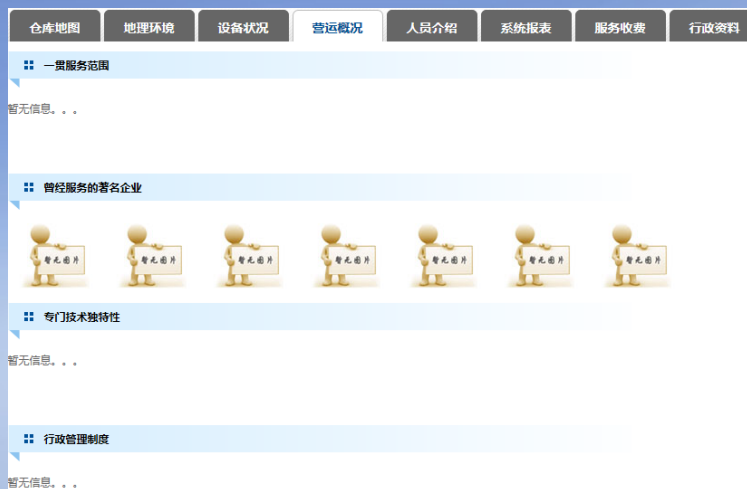 仓库地图 地理环境 设备状况 营运概况 人员介绍 系统报表 服务收费 行政资料
一贯服务范围
暂无信息。。。
曾经服务的著名企业
暂无图片 暂无图片 暂无图片 暂无图片 暂无图片 暂无图片 暂无图片
专门技术独特性
暂无信息。。。
行政管理制度
暂无信息。。。